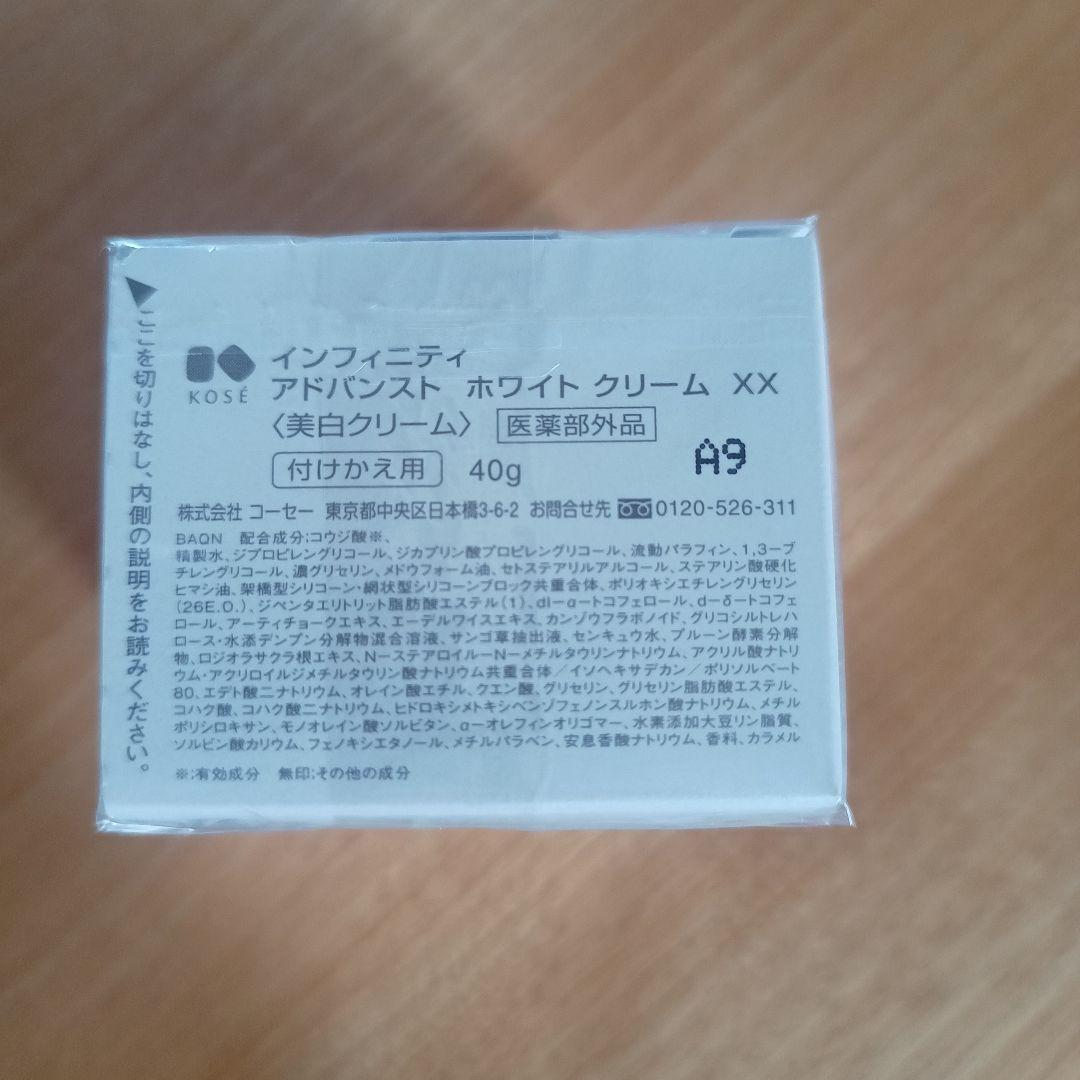 ここを切りはなし、内側の説明をお読みください。
KOSÉ
インフィニティ
アドバンスト ホワイト クリーム XX
〈美白クリーム〉 医薬部外品
付けかえ用 40g
A9
株式会社 コーセー 東京都中央区日本橋3-6-2 お問合せ先 0120-526-311
BAQN 配合成分;コウジ酸※、
精製水、ジプロピレングリコール、ジカプリン酸プロピレングリコール、流動パラフィン、1,3-ブ
チレングリコール、濃グリセリン、メドウフォーム油、セトステアリルアルコール、ステアリン酸硬化
ヒマシ油、架橋型シリコーン・網状型シリコーンブロック共重合体、ポリオキシエチレングリセリン
(26E.O.)、ジペンタエリトリット脂肪酸エステル(1)、dl-α-トコフェロール、d-δ-トコフェ
ロール、アーティチョークエキス、エーデルワイスエキス、カンゾウフラボノイド、グリコシルトレハ
ロース・水添デンプン分解物混合溶液、サンゴ草抽出液、センキュウ水、プルーン酵素分解
物、ロジオラサクラ根エキス、N-ステアロイル-N-メチルタウリンナトリウム、アクリル酸ナトリ
ウム・アクリロイルジメチルタウリン酸ナトリウム共重合体/イソヘキサデカン/ポリソルベート
80、エデト酸二ナトリウム、オレイン酸エチル、クエン酸、グリセリン、グリセリン脂肪酸エステル、
コハク酸、コハク酸二ナトリウム、ヒドロキシメトキシベンゾフェノンスルホン酸ナトリウム、メチル
ポリシロキサン、モノオレイン酸ソルビタン、α-オレフィンオリゴマー、水素添加大豆リン脂質、
ソルビン酸カリウム、フェノキシエタノール、メチルパラベン、安息香酸ナトリウム、香料、カラメル
※;有効成分 無印;その他の成分